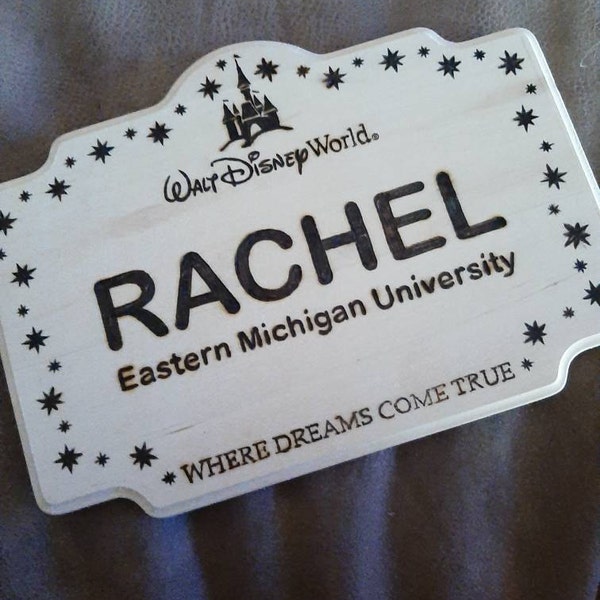 WALT DISNEY World®
RACHEL
Eastern Michigan University
WHERE DREAMS COME TRUE